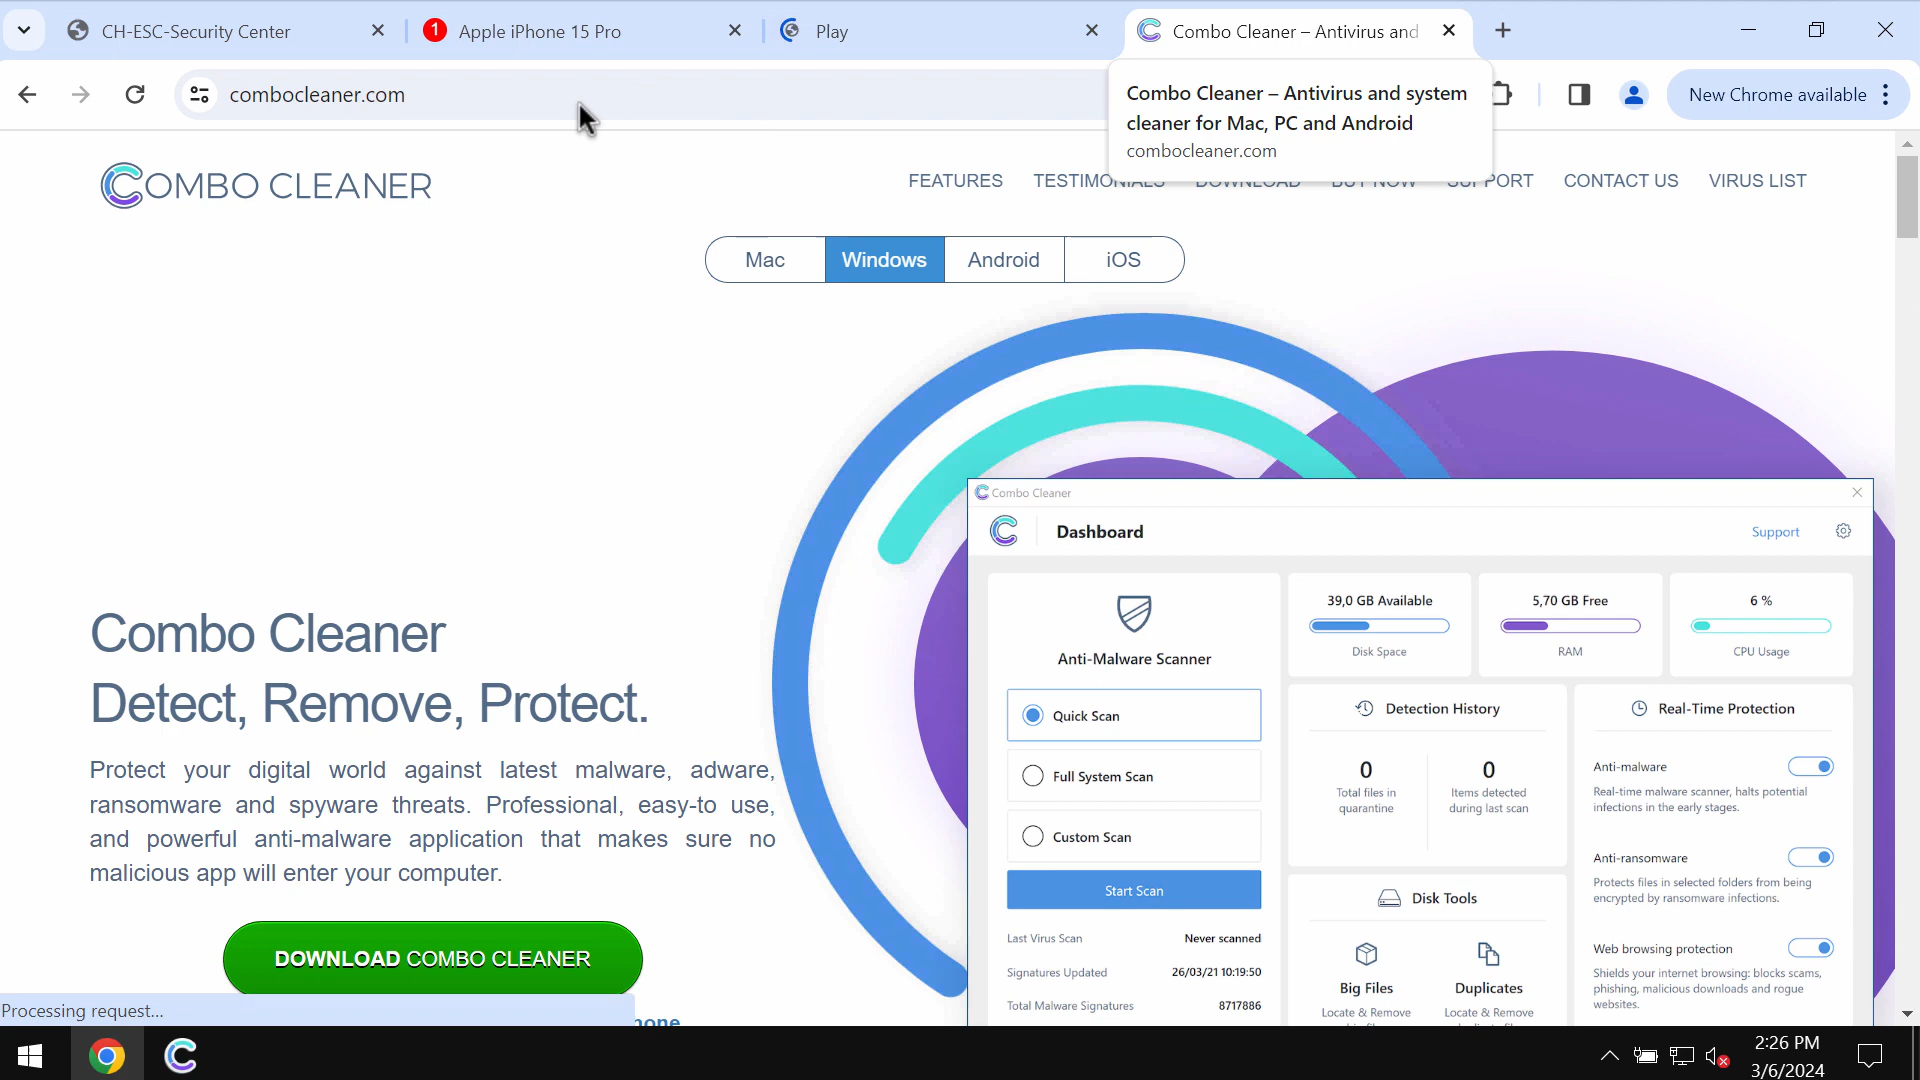 CH-ESC-Security Center
1 Apple iPhone 15 Pro
Play
Combo Cleaner – Antivirus and
combocleaner.com
New Chrome available
Combo Cleaner – Antivirus and system
cleaner for Mac, PC and Android
combocleaner.com
COMBO CLEANER
FEATURES TESTIMONIALS DOWNLOAD BUY NOW SUPPORT CONTACT US VIRUS LIST
Mac Windows Android iOS
Combo Cleaner
Detect, Remove, Protect.
Protect your digital world against latest malware, adware,
ransomware and spyware threats. Professional, easy-to use,
and powerful anti-malware application that makes sure no
malicious app will enter your computer.
DOWNLOAD COMBO CLEANER
Processing request...
Combo Cleaner
Dashboard
Support
Anti-Malware Scanner
Quick Scan
Full System Scan
Custom Scan
Start Scan
Last Virus Scan Never scanned
Signatures Updated 26/03/21 10:19:50
Total Malware Signatures 8717886
39,0 GB Available
Disk Space
5,70 GB Free
RAM
6 %
CPU Usage
Detection History
0
Total files in
quarantine
0
Items detected
during last scan
Disk Tools
Big Files
Locate & Remove
Duplicates
Locate & Remove
Real-Time Protection
Anti-malware
Real-time malware scanner, halts potential
infections in the early stages.
Anti-ransomware
Protects files in selected folders from being
encrypted by ransomware infections.
Web browsing protection
Shields your internet browsing: blocks scams,
phishing, malicious downloads and rogue
websites.
2:26 PM
3/6/2024